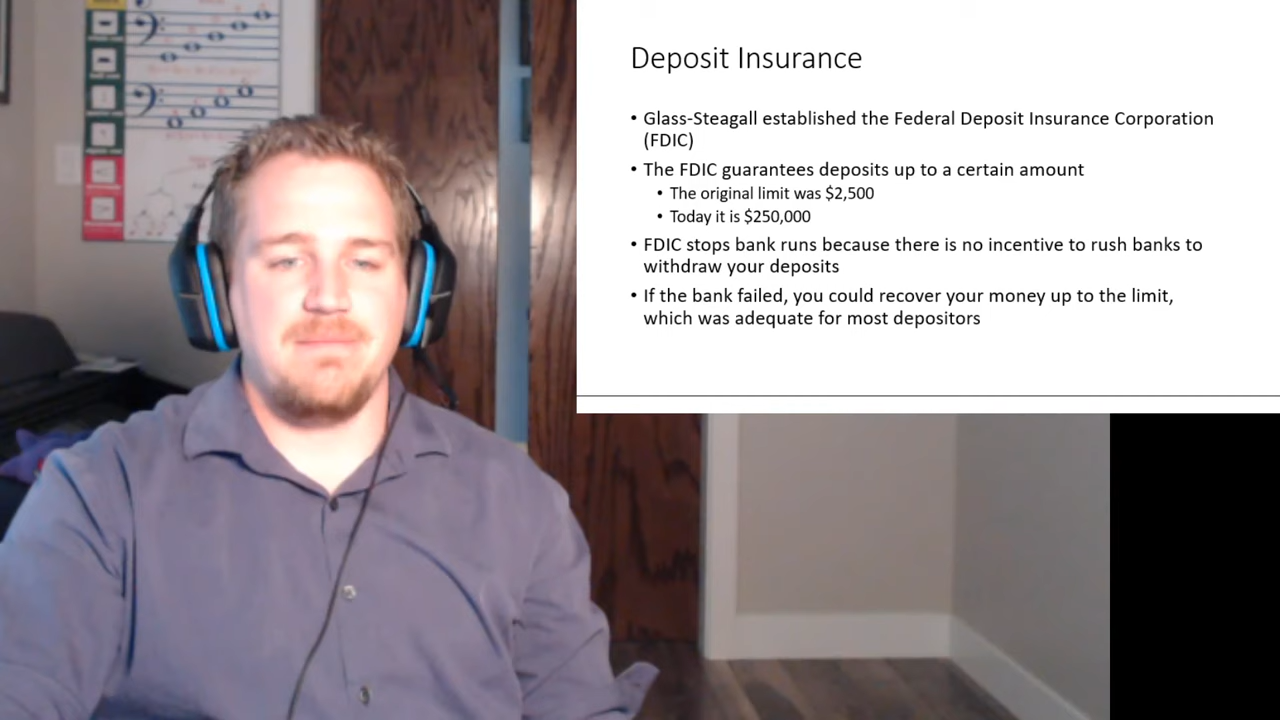 Deposit Insurance
• Glass-Steagall established the Federal Deposit Insurance Corporation
(FDIC)
• The FDIC guarantees deposits up to a certain amount
• The original limit was $2,500
• Today it is $250,000
• FDIC stops bank runs because there is no incentive to rush banks to
withdraw your deposits
• If the bank failed, you could recover your money up to the limit,
which was adequate for most depositors